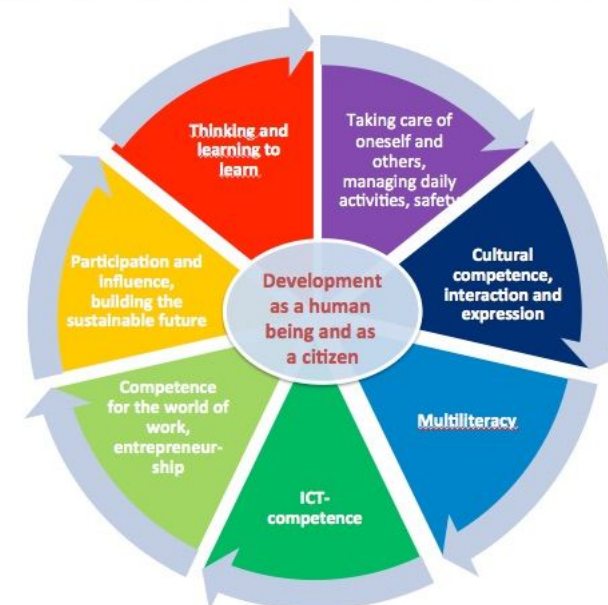 Thinking and
learning to
learn
Taking care of
oneself and
others,
managing daily
activities, safety
Cultural
competence,
interaction and
expression
Multiliteracy
ICT-
competence
Competence
for the world of
work,
entrepreneur-
ship
Participation and
influence,
building the
sustainable future
Development
as a human
being and as
a citizen